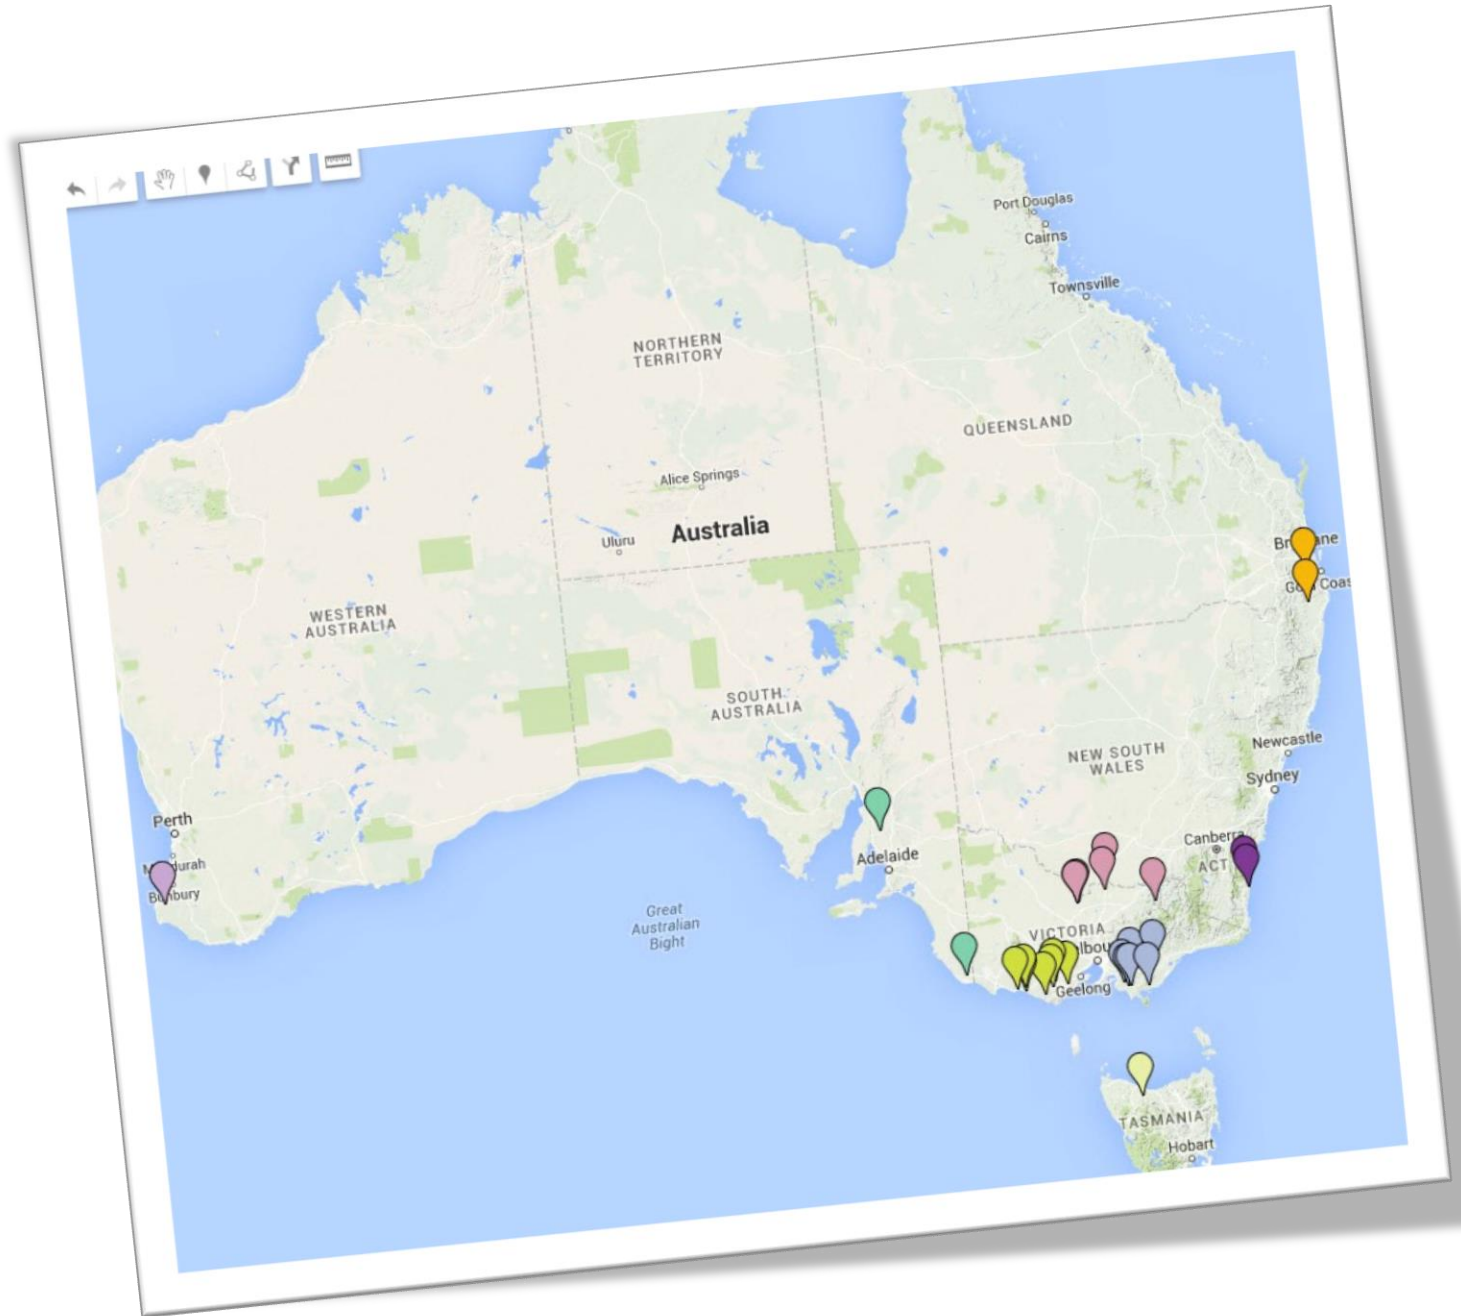 Port Douglas
Cairns
Townsville
NORTHERN
TERRITORY
QUEENSLAND
Alice Springs
Australia
Uluru
WESTERN
AUSTRALIA
SOUTH
AUSTRALIA
NEW SOUTH
WALES
Newcastle
Sydney
Perth
Adelaide
Canberra
ACT
Great
Australian
Bight
VICTORIA
Geelong
TASMANIA
Hobart